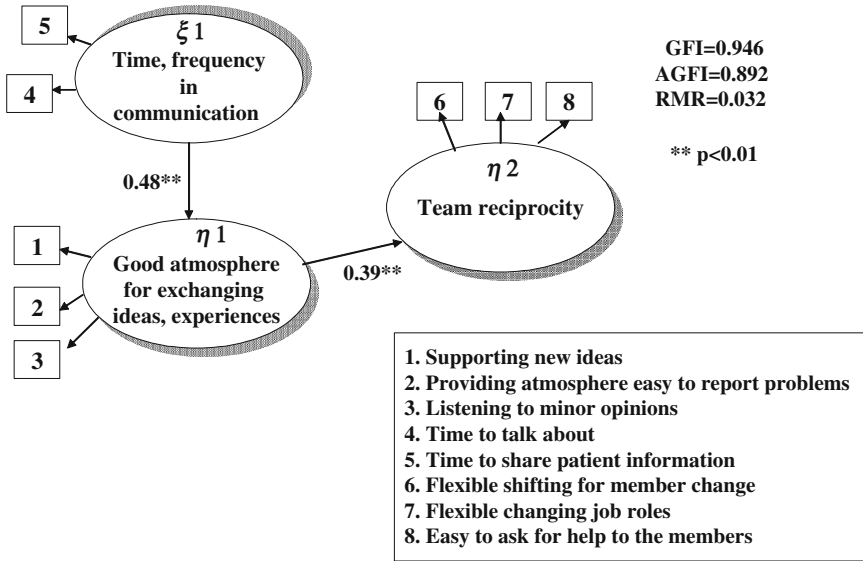 5
ξ 1
Time, frequency
in
communication
4
GFI=0.946
AGFI=0.892
RMR=0.032
** p<0.01
6
7
8
η 2
Team reciprocity
0.48**
η 1
Good atmosphere
for exchanging
ideas, experiences
1
2
3
0.39**
1. Supporting new ideas
2. Providing atmosphere easy to report problems
3. Listening to minor opinions
4. Time to talk about
5. Time to share patient information
6. Flexible shifting for member change
7. Flexible changing job roles
8. Easy to ask for help to the members